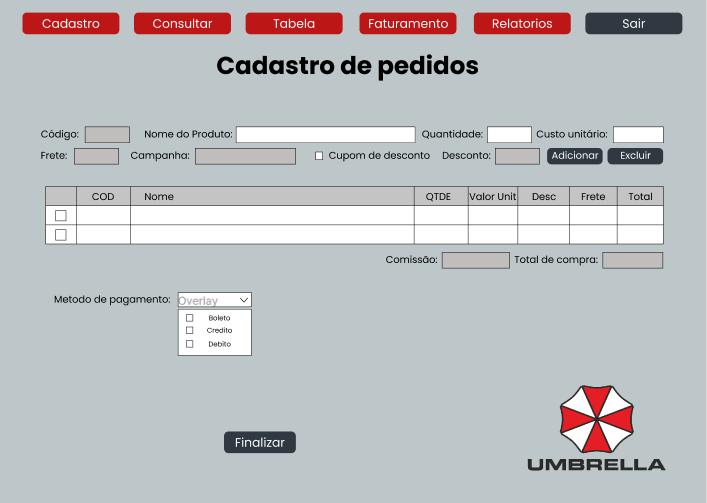 Cadastro Consultar Tabela Faturamento Relatorios Sair
Cadastro de pedidos
Código: Nome do Produto: Quantidade: Custo unitário:
Frete: Campanha: Cupom de desconto Desconto: Adicionar Excluir
COD Nome QTDE Valor Unit Desc Frete Total
Comissão: Total de compra:
Metodo de pagamento: Overlay
Boleto
Credito
Debito
Finalizar
UMBRELLA